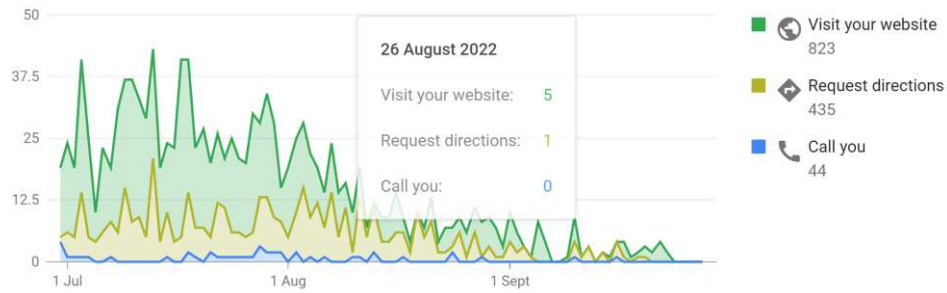 50
37.5
25
12.5
0
1 Jul
1 Aug
1 Sept
26 August 2022
Visit your website: 5
Request directions: 1
Call you: 0
Visit your website
823
Request directions
435
Call you
44